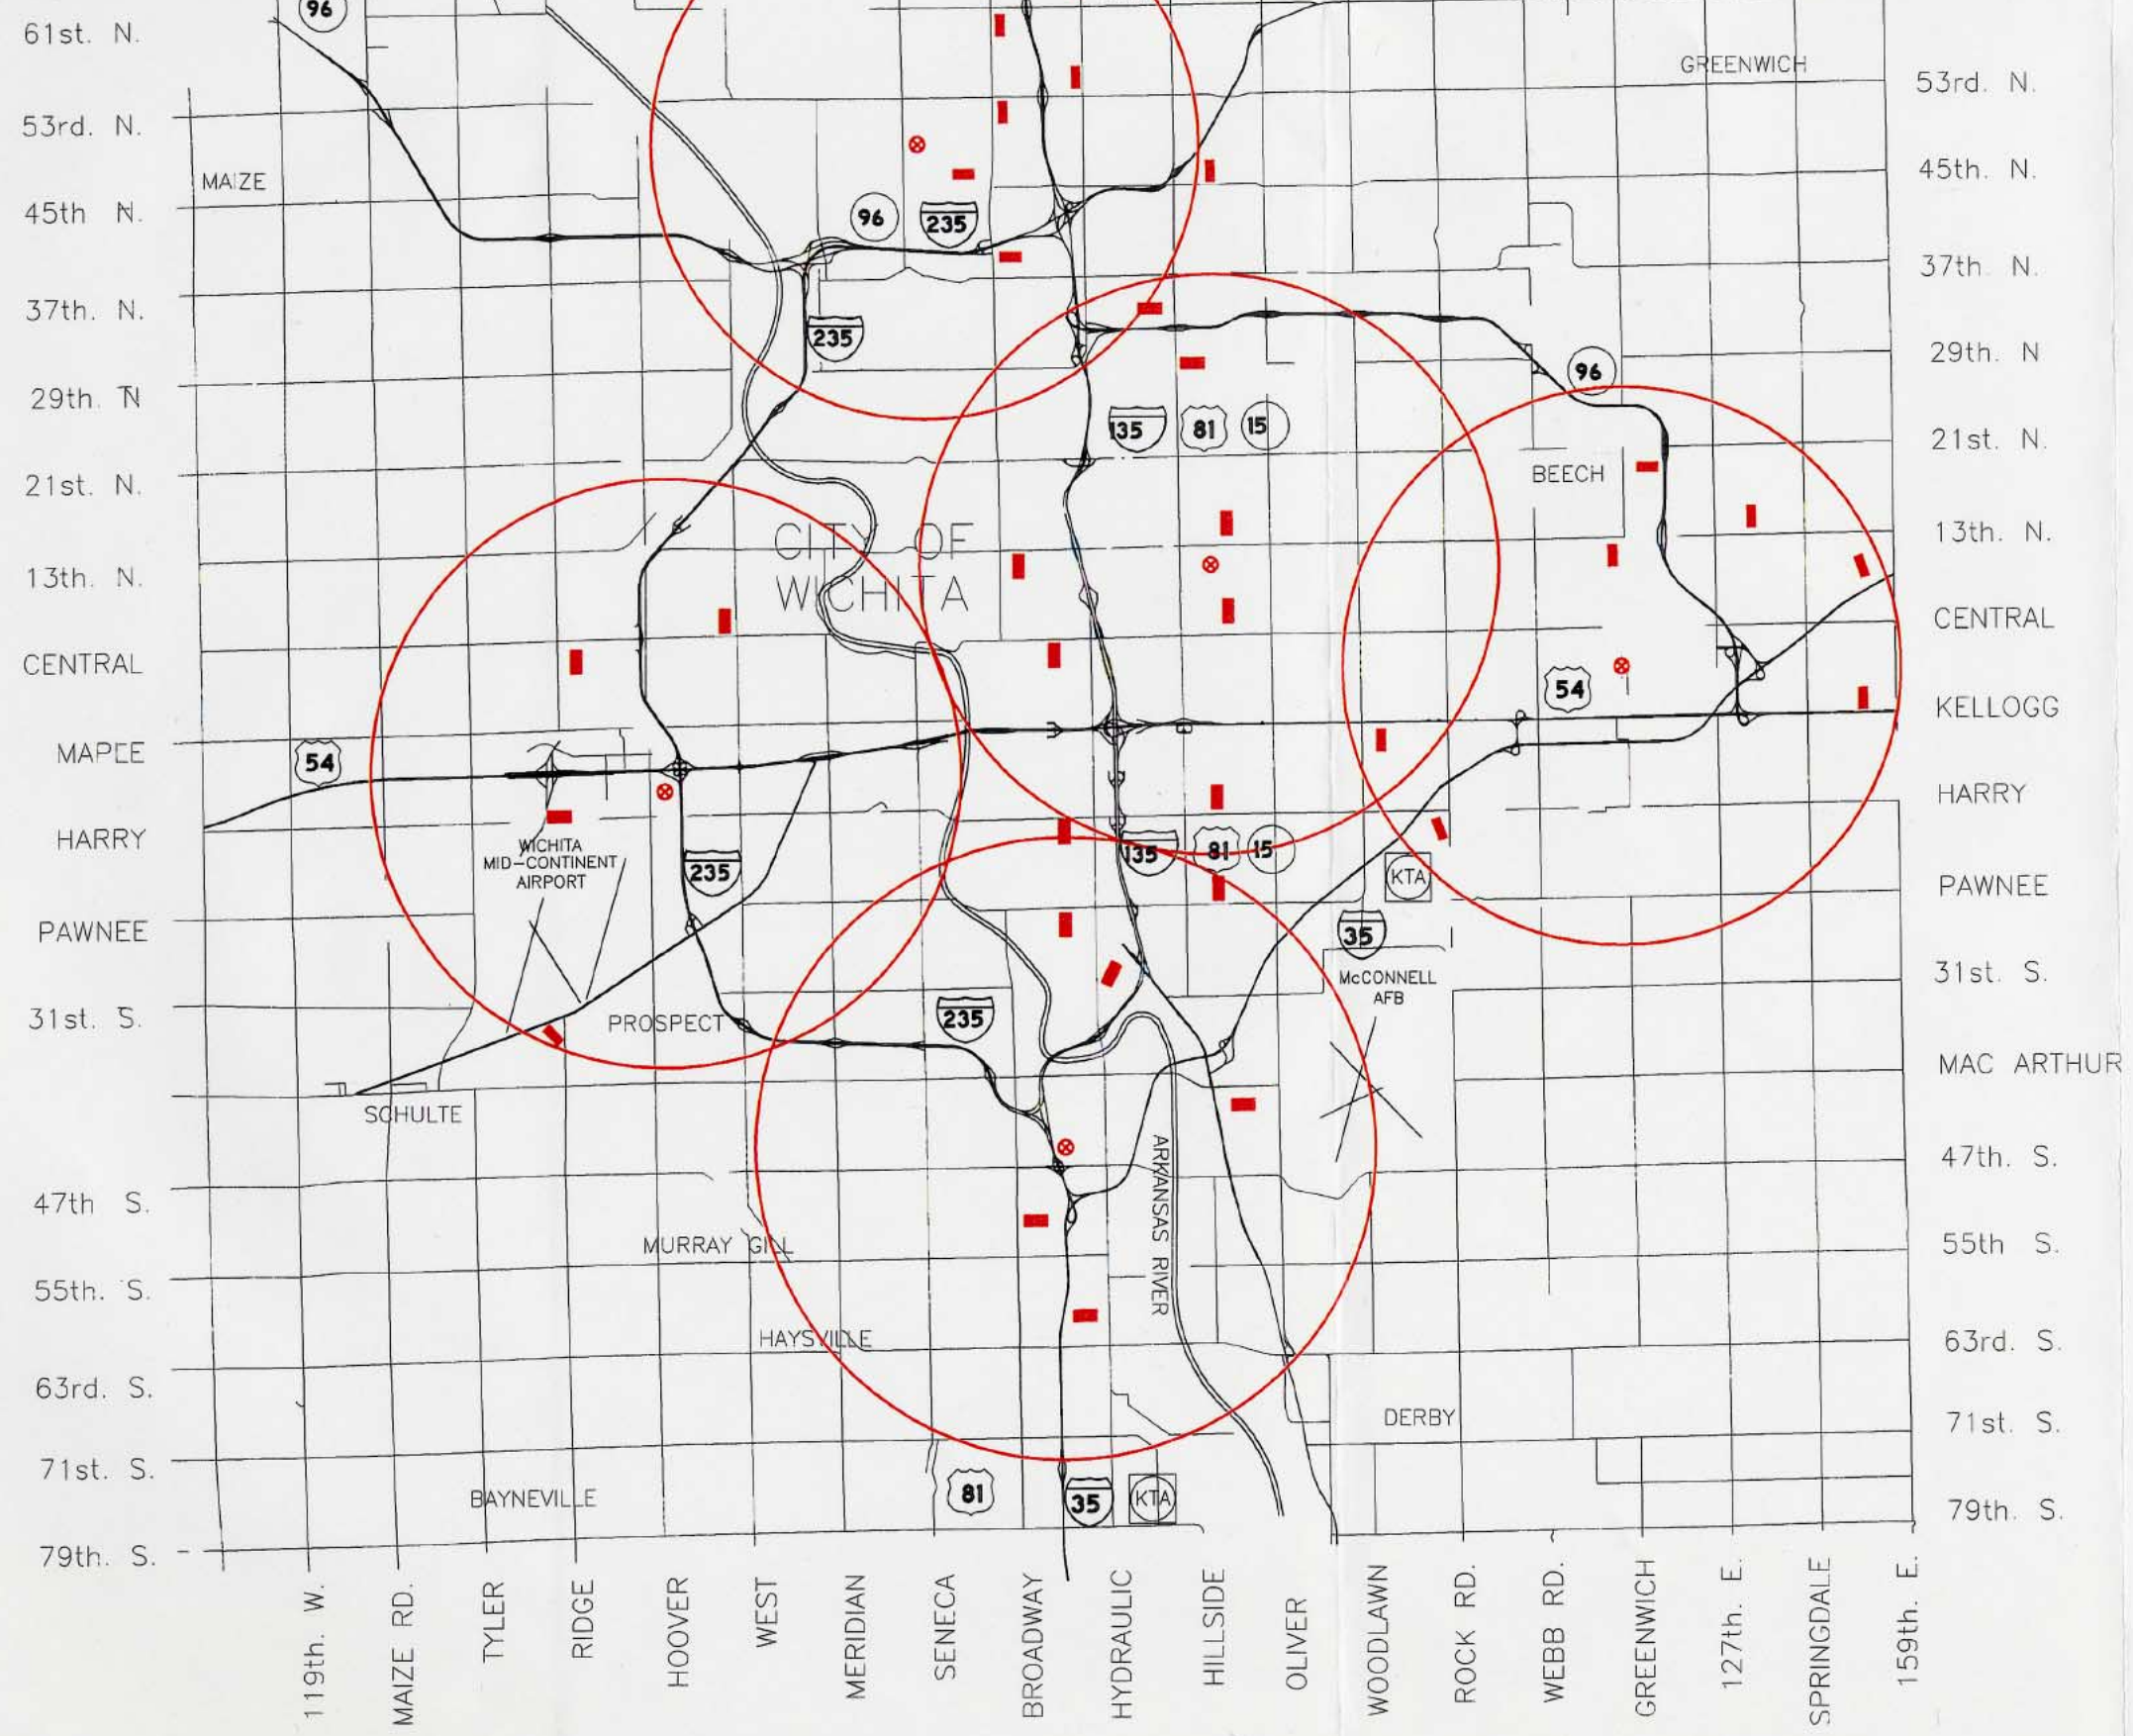 96
61st. N.
GREENWICH
53rd. N.
53rd. N.
MAIZE
45th. N.
45th N.
96
235
37th. N.
37th. N.
235
29th. N
96
29th. N
135
81
15
21st. N.
BEECH
21st. N.
CITY OF
WICHITA
13th. N.
13th. N.
CENTRAL
CENTRAL
54
KELLOGG
MAPLE
54
HARRY
HARRY
WICHITA
MID-CONTINENT
AIRPORT
235
135
81
15
KTA
PAWNEE
PAWNEE
35
31st. S.
McCONNELL
AFB
31st. S.
PROSPECT
235
MAC ARTHUR
SCHULTE
ARKANSAS RIVER
47th. S.
47th S.
MURRAY GILL
55th S.
55th. S.
HAYSVILLE
63rd. S.
63rd. S.
DERBY
71st. S.
71st. S.
BAYNEVILLE
81
35
KTA
79th. S.
79th. S.
119th. W.
MAIZE RD.
TYLER
RIDGE
HOOVER
WEST
MERIDIAN
SENECA
BROADWAY
HYDRAULIC
HILLSIDE
OLIVER
WOODLAWN
ROCK RD.
WEBB RD.
GREENWICH
127th. E.
SPRINGDALE
159th. E.